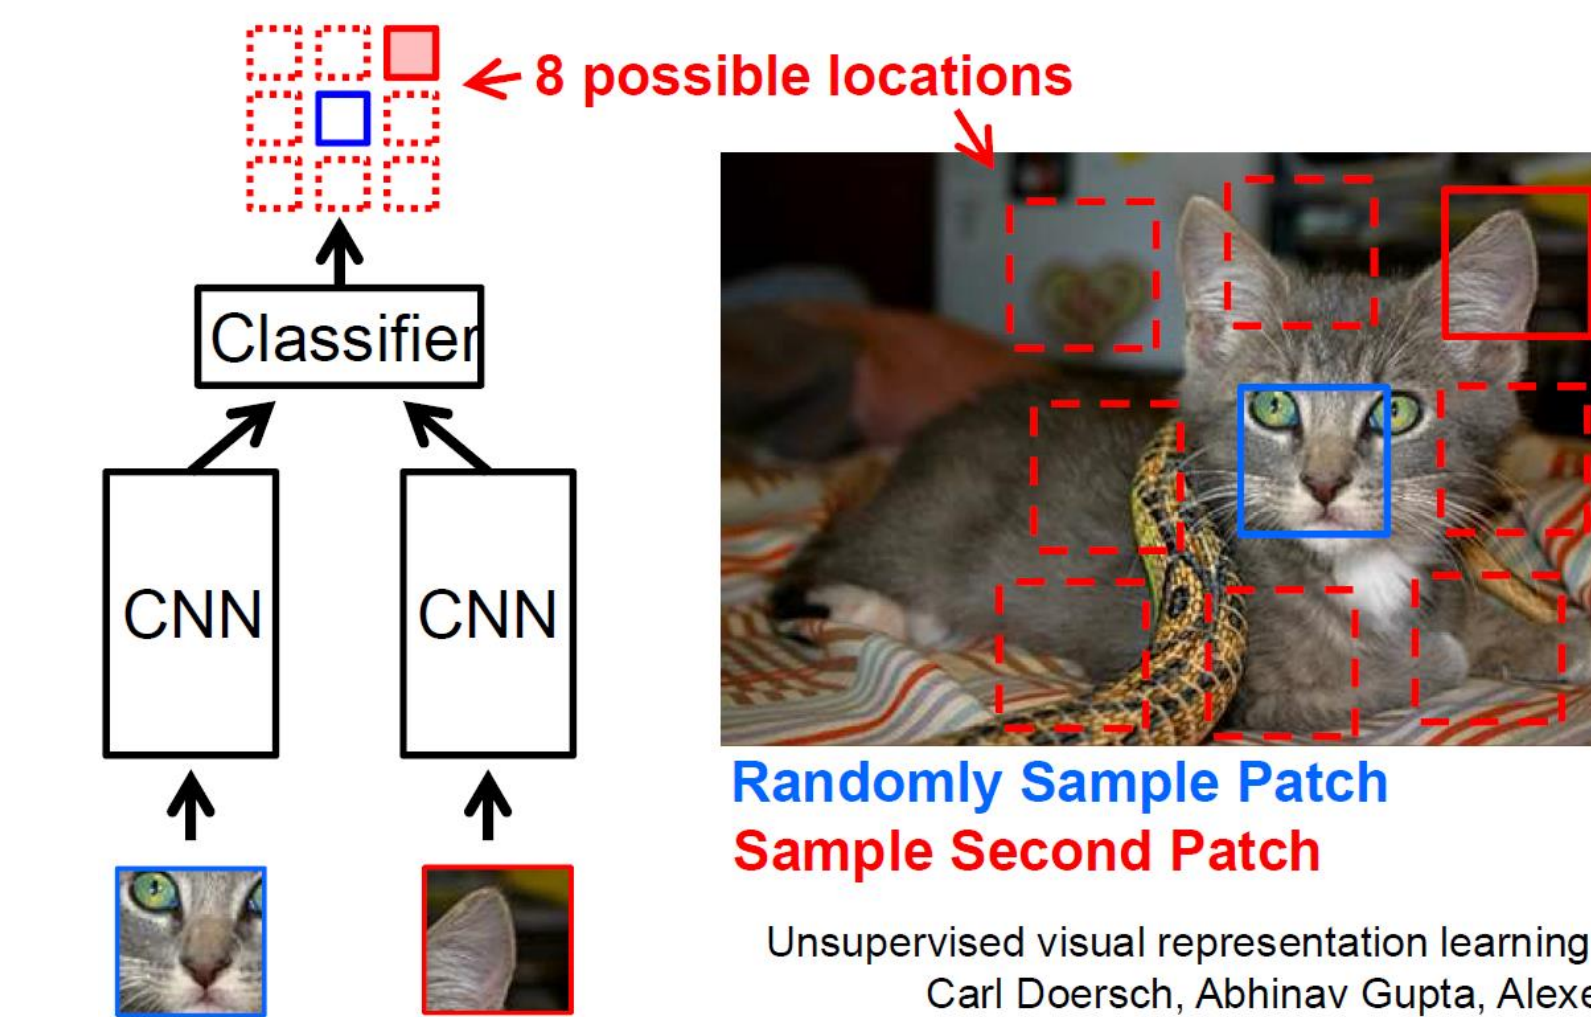 8 possible locations
Classifier
CNN CNN
Randomly Sample Patch
Sample Second Patch
Unsupervised visual representation learning
Carl Doersch, Abhinav Gupta, Alexe